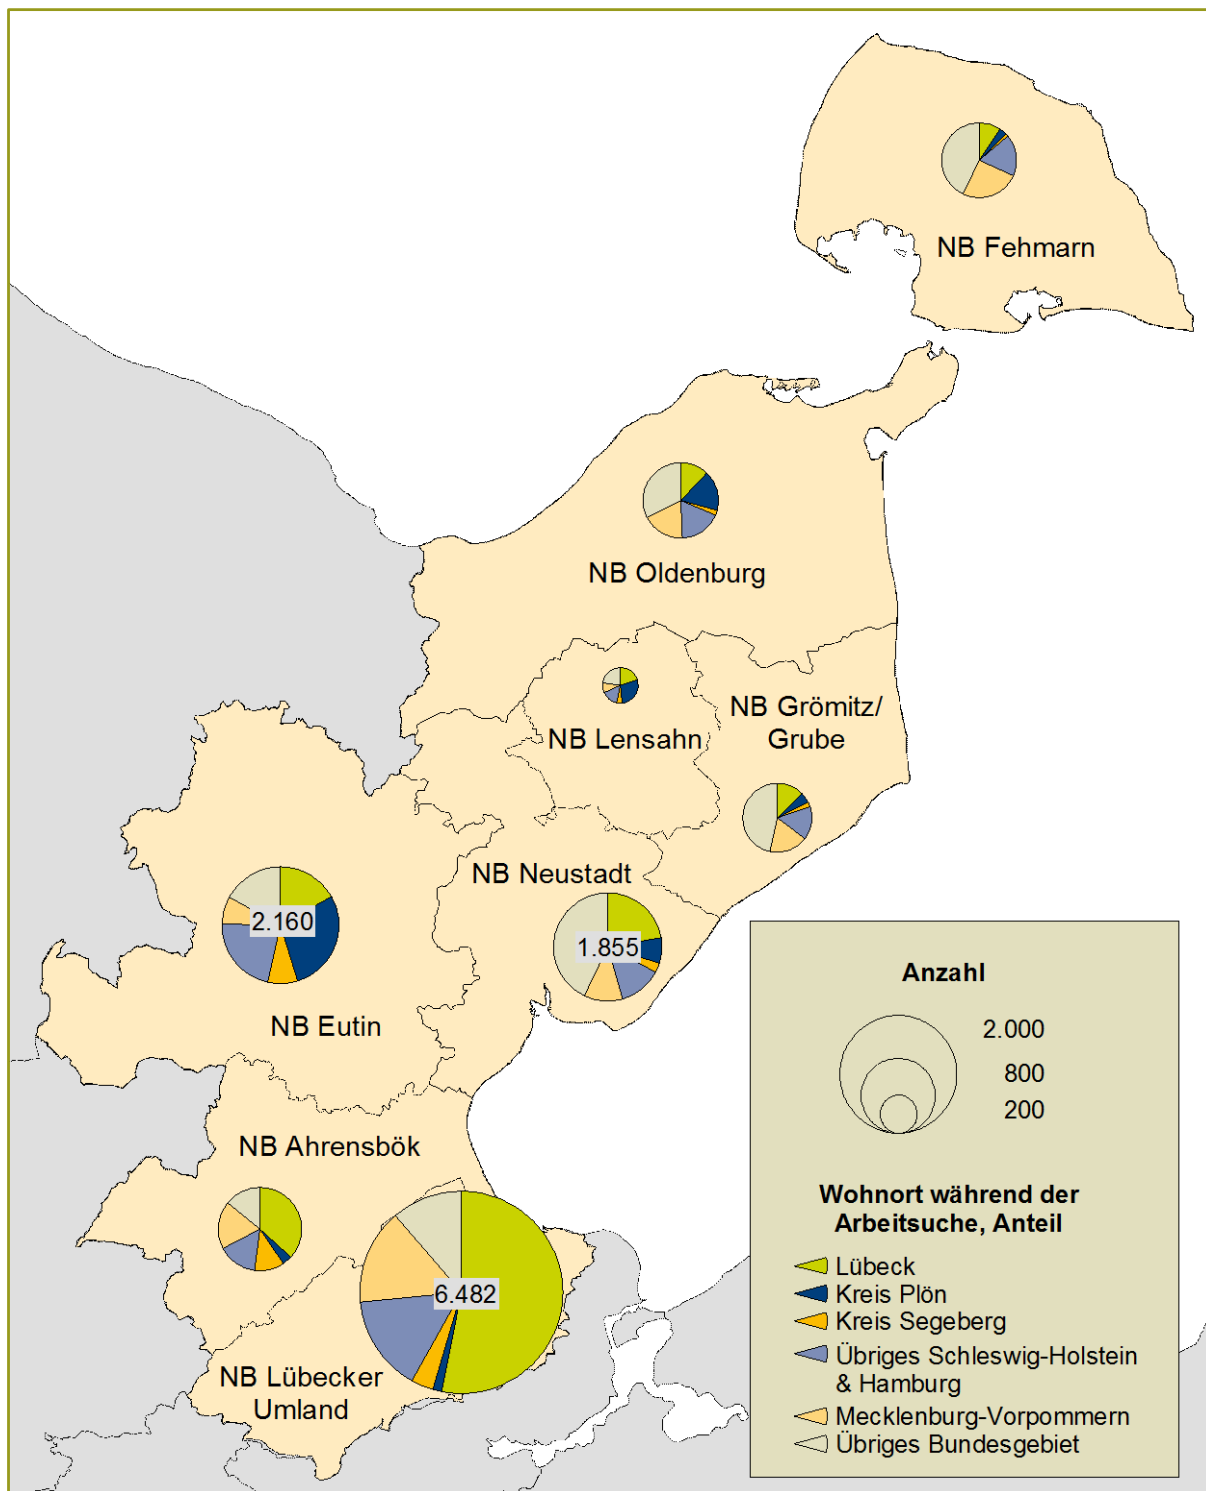 NB Fehmarn
NB Oldenburg
NB Grömitz/
Grube
NB Lensahn
NB Neustadt
2.160
1.855
NB Eutin
NB Ahrensbök
6.482
NB Lübecker
Umland
Anzahl
2.000
800
200
Wohnort während der
Arbeitsuche, Anteil
Lübeck
Kreis Plön
Kreis Segeberg
Übriges Schleswig-Holstein
& Hamburg
Mecklenburg-Vorpommern
Übriges Bundesgebiet